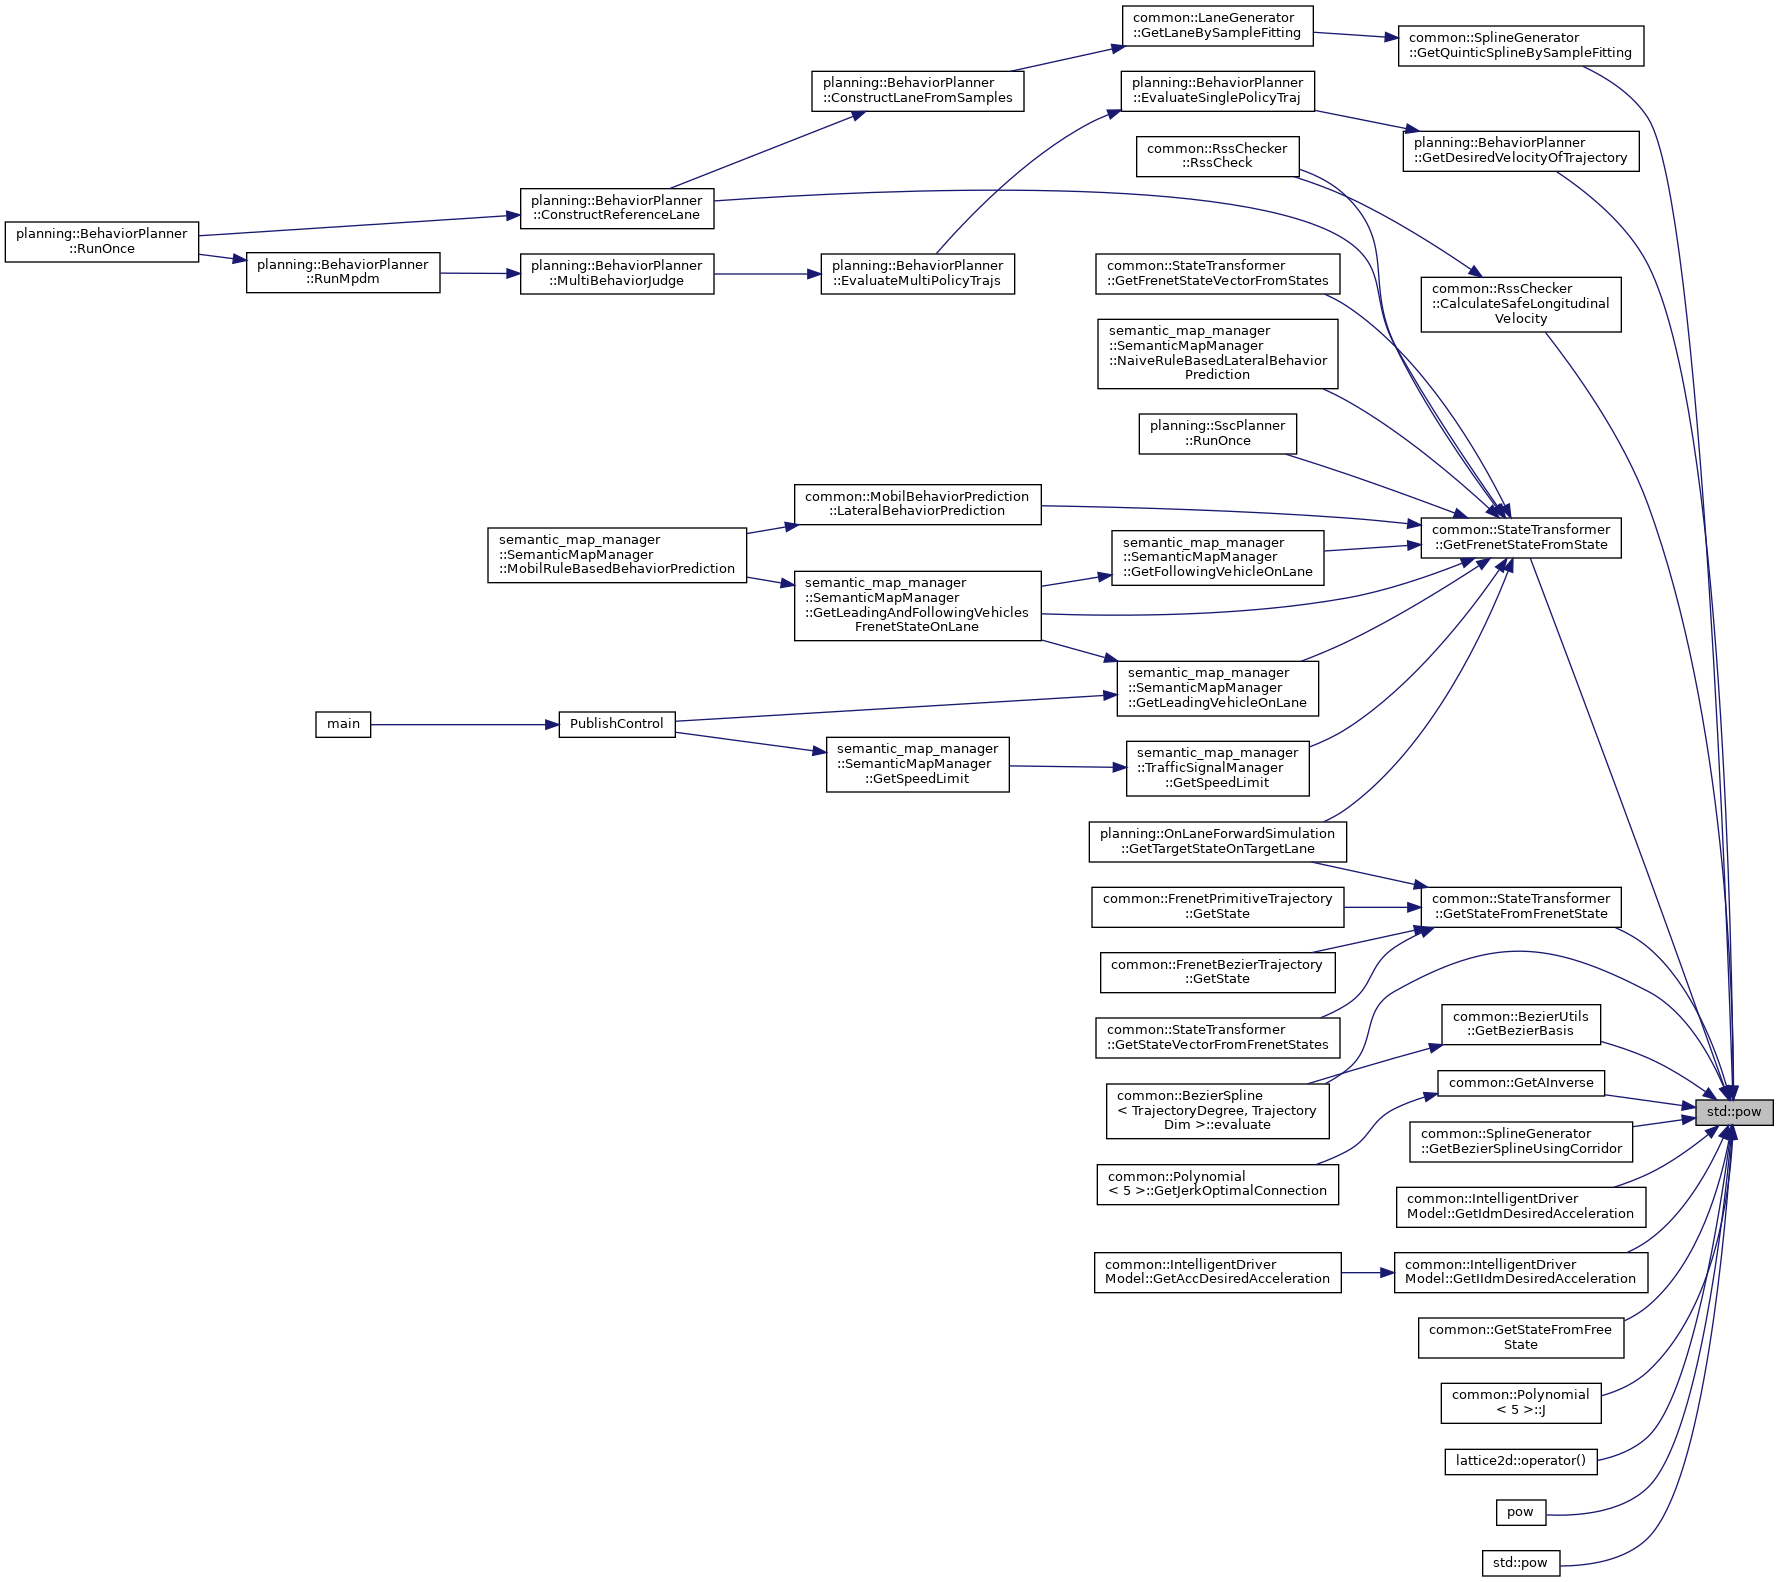 common::LaneGenerator
::GetLaneBySampleFitting
common::SplineGenerator
::GetQuinticSplineBySampleFitting
planning::BehaviorPlanner
::ConstructLaneFromSamples
planning::BehaviorPlanner
::EvaluateSinglePolicyTraj
planning::BehaviorPlanner
::GetDesiredVelocityOfTrajectory
common::RssChecker
::RssCheck
planning::BehaviorPlanner
::ConstructReferenceLane
planning::BehaviorPlanner
::RunOnce
planning::BehaviorPlanner
::RunMpdm
planning::BehaviorPlanner
::MultiBehaviorJudge
planning::BehaviorPlanner
::EvaluateMultiPolicyTrajs
common::StateTransformer
::GetFrenetStateVectorFromStates
common::RssChecker
::CalculateSafeLongitudinal
Velocity
semantic_map_manager
::SemanticMapManager
::NaiveRuleBasedLateralBehavior
Prediction
planning::SscPlanner
::RunOnce
common::MobilBehaviorPrediction
::LateralBehaviorPrediction
common::StateTransformer
::GetFrenetStateFromState
semantic_map_manager
::SemanticMapManager
::MobilRuleBasedBehaviorPrediction
semantic_map_manager
::SemanticMapManager
::GetFollowingVehicleOnLane
semantic_map_manager
::SemanticMapManager
::GetLeadingAndFollowingVehicles
FrenetStateOnLane
semantic_map_manager
::SemanticMapManager
::GetLeadingVehicleOnLane
main
PublishControl
semantic_map_manager
::SemanticMapManager
::GetSpeedLimit
semantic_map_manager
::TrafficSignalManager
::GetSpeedLimit
planning::OnLaneForwardSimulation
::GetTargetStateOnTargetLane
common::FrenetPrimitiveTrajectory
::GetState
common::StateTransformer
::GetStateFromFrenetState
common::FrenetBezierTrajectory
::GetState
common::StateTransformer
::GetStateVectorFromFrenetStates
common::BezierUtils
::GetBezierBasis
common::GetAInverse
common::BezierSpline
< TrajectoryDegree, Trajectory
Dim >::evaluate
std::pow
common::SplineGenerator
::GetBezierSplineUsingCorridor
common::Polynomial
< 5 >::GetJerkOptimalConnection
common::IntelligentDriver
Model::GetIdmDesiredAcceleration
common::IntelligentDriver
Model::GetAccDesiredAcceleration
common::IntelligentDriver
Model::GetIIdmDesiredAcceleration
common::GetStateFromFree
State
common::Polynomial
< 5 >::J
lattice2d::operator()
pow
std::pow